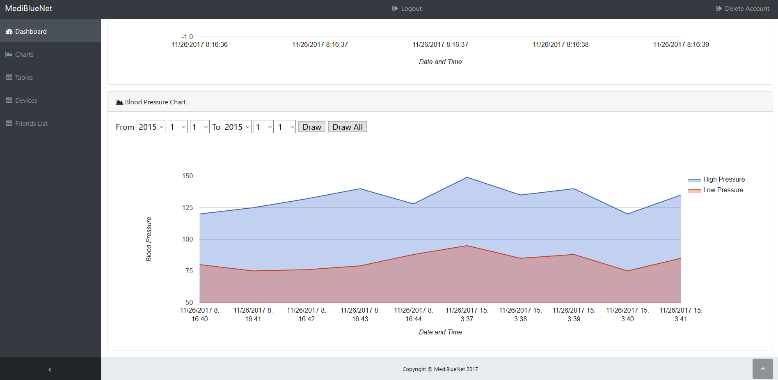 MediBlueNet
Logout
Delete Account
Dashboard
Charts
Tables
Devices
Friends List
-1.0
11/26/2017 8:16:36 11/26/2017 8:16:37 11/26/2017 8:16:37 11/26/2017 8:16:38 11/26/2017 8:16:39
Date and Time
Blood Pressure Chart
From 2015 1 1 To 2015 1 1 Draw Draw All
High Pressure
Low Pressure
150
125
100
75
50
Blood Pressure
11/26/2017 8. 11/26/2017 8. 11/26/2017 8. 11/26/2017 8. 11/26/2017 8. 11/26/2017 15. 11/26/2017 15. 11/26/2017 15. 11/26/2017 15. 11/26/2017 15.
16:40 16:41 16:42 16:43 16:44 3:37 3:38 3:39 3:40 3:41
Date and Time
Copyright © MediBlueNet 2017